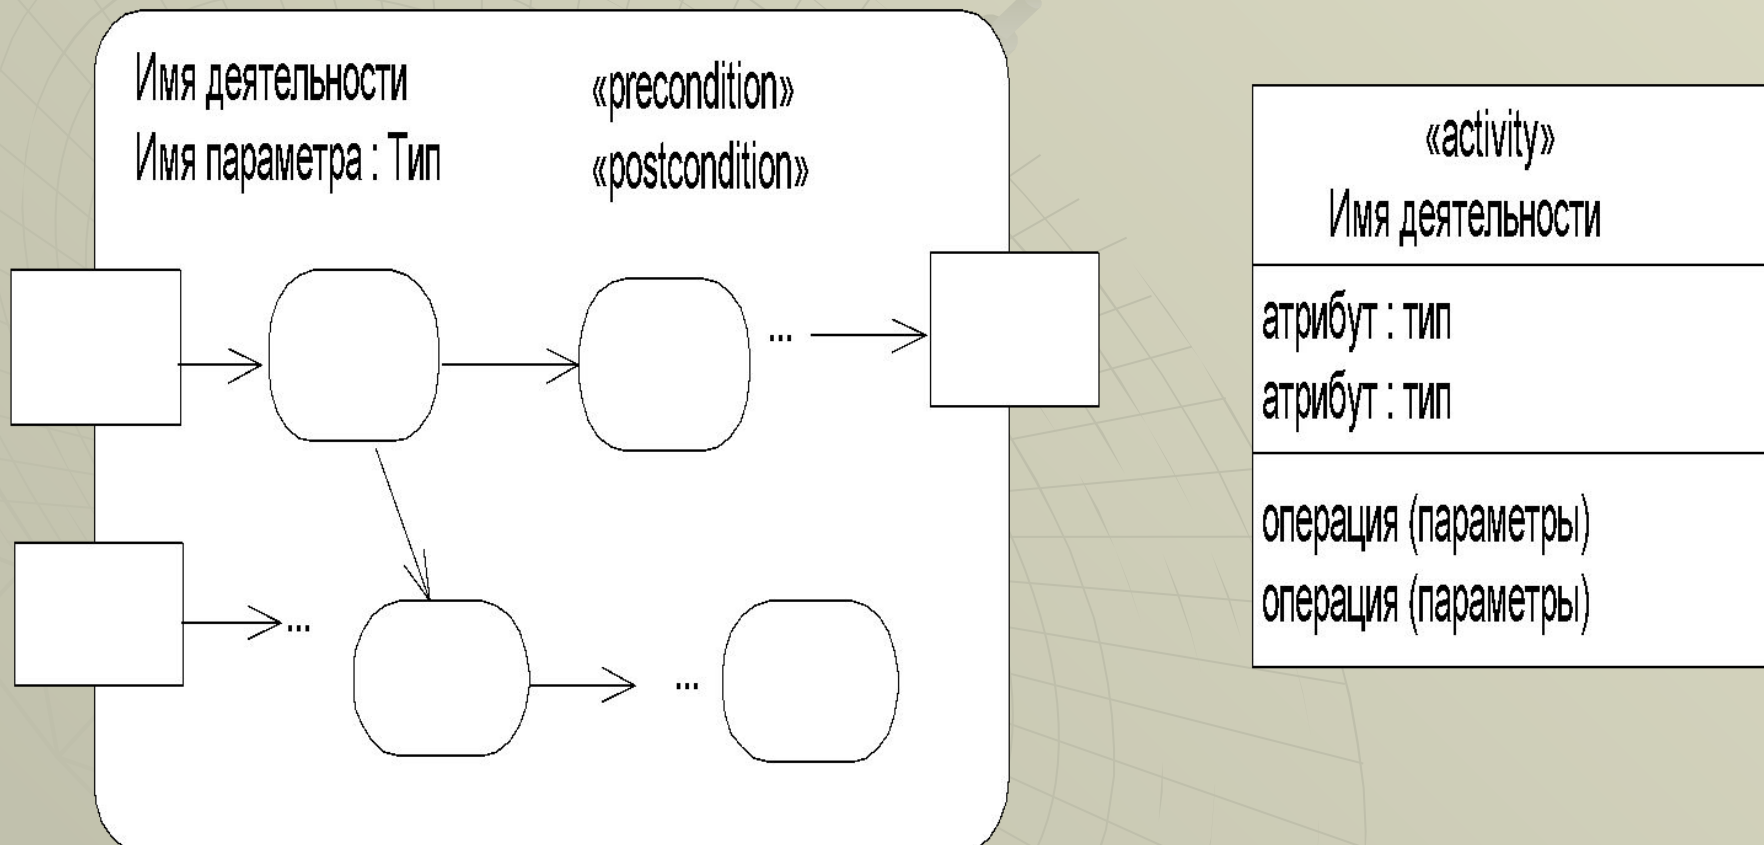 Имя деятельности
«precondition»
Имя параметра : Тип
«postcondition»
...
...
...
«activity»
Имя деятельности
атрибут : тип
атрибут : тип
операция (параметры)
операция (параметры)